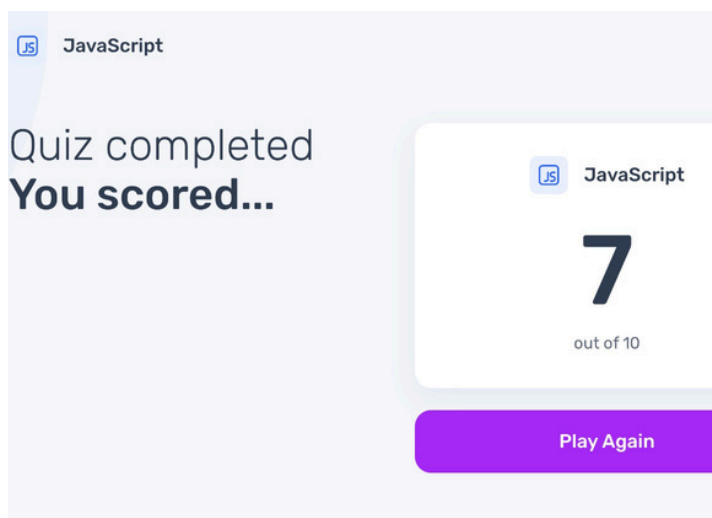 JS JavaScript
Quiz completed
You scored...
JS JavaScript
7
out of 10
Play Again